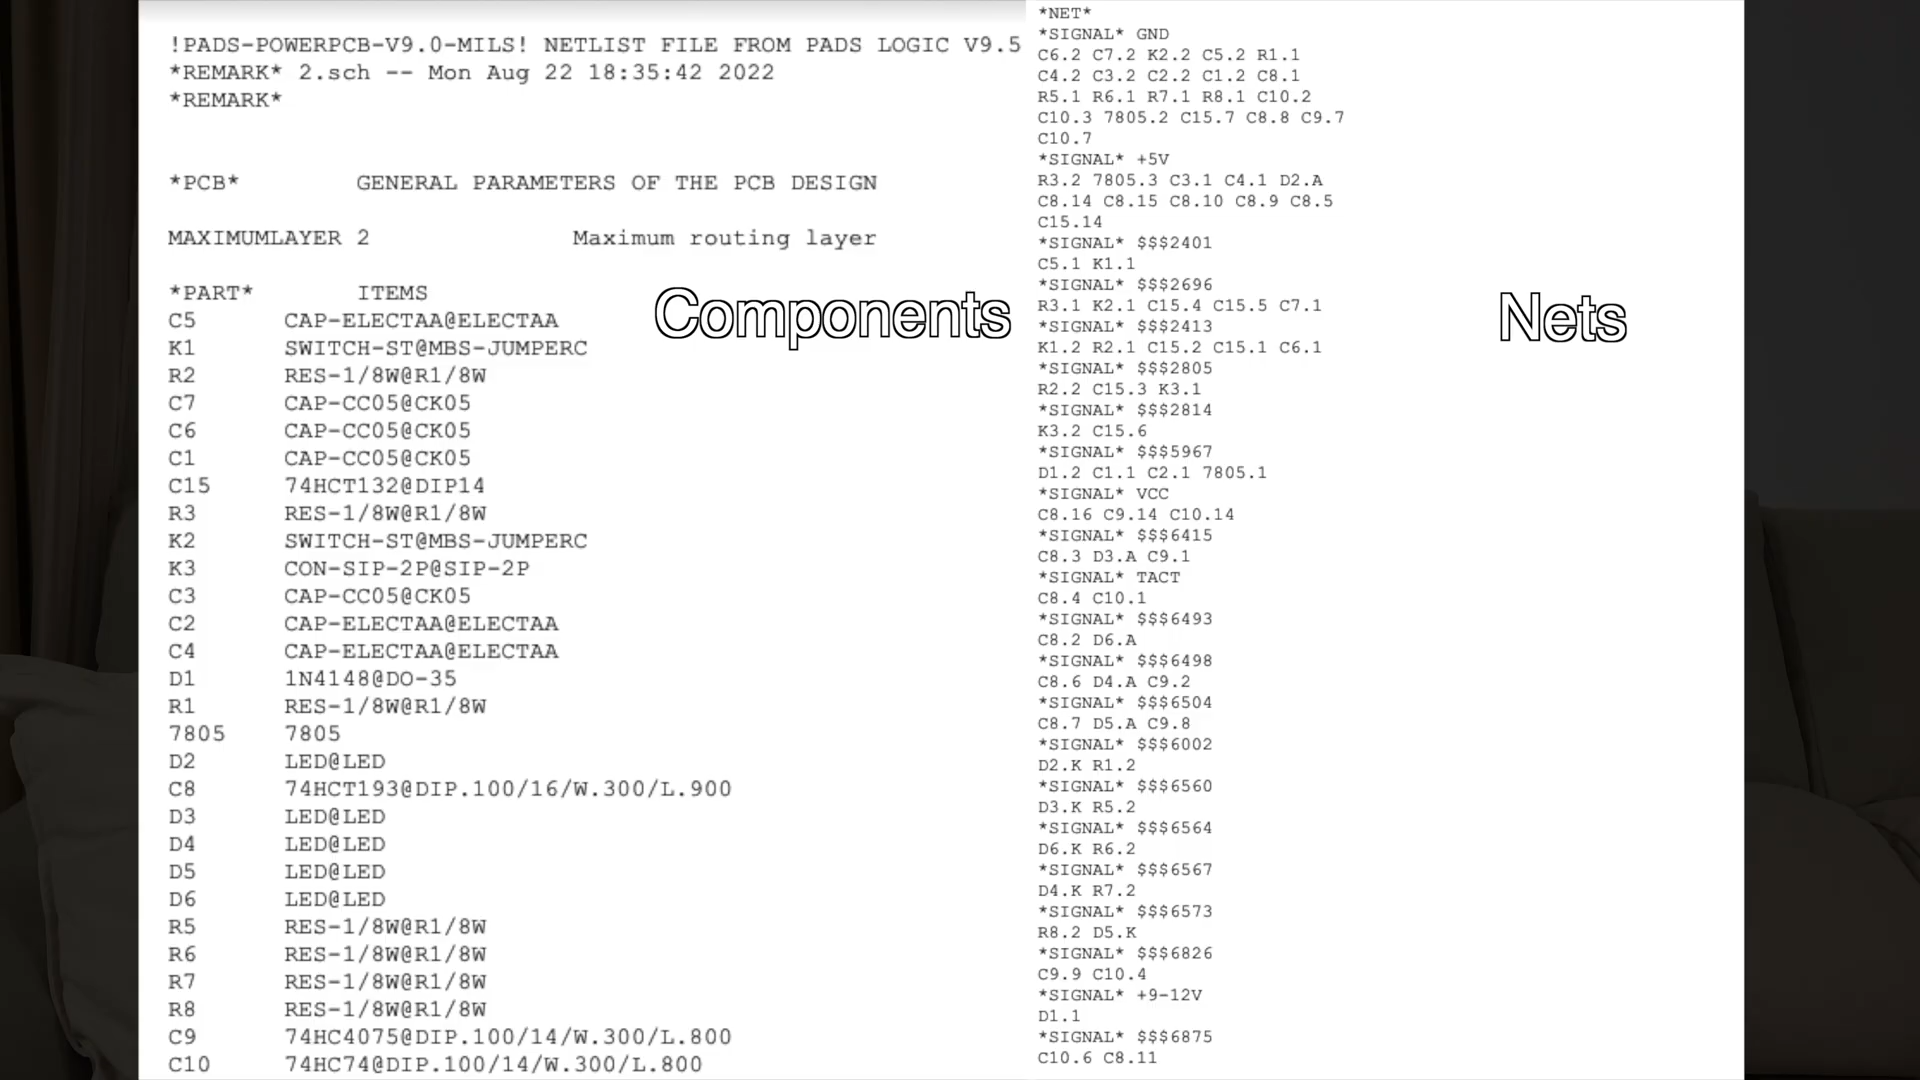 !PADS-POWERPCB-V9.0-MILS! NETLIST FILE FROM PADS LOGIC V9.5
*REMARK* 2.sch -- Mon Aug 22 18:35:42 2022
*REMARK*
*PCB* GENERAL PARAMETERS OF THE PCB DESIGN
MAXIMUMLAYER 2 Maximum routing layer
*PART* ITEMS
C5 CAP-ELECTAA@ELECTAA
K1 SWITCH-ST@MBS-JUMPERC
R2 RES-1/8W@R1/8W
C7 CAP-CC05@CK05
C6 CAP-CC05@CK05
C1 CAP-CC05@CK05
C15 74HCT132@DIP14
R3 RES-1/8W@R1/8W
K2 SWITCH-ST@MBS-JUMPERC
K3 CON-SIP-2P@SIP-2P
C3 CAP-CC05@CK05
C2 CAP-ELECTAA@ELECTAA
C4 CAP-ELECTAA@ELECTAA
D1 1N4148@DO-35
R1 RES-1/8W@R1/8W
7805 7805
D2 LED@LED
C8 74HCT193@DIP.100/16/W.300/L.900
D3 LED@LED
D4 LED@LED
D5 LED@LED
D6 LED@LED
R5 RES-1/8W@R1/8W
R6 RES-1/8W@R1/8W
R7 RES-1/8W@R1/8W
R8 RES-1/8W@R1/8W
C9 74HC4075@DIP.100/14/W.300/L.800
C10 74HC74@DIP.100/14/W.300/L.800
Components
*NET*
*SIGNAL* GND
C6.2 C7.2 K2.2 C5.2 R1.1
C4.2 C3.2 C2.2 C1.2 C8.1
R5.1 R6.1 R7.1 R8.1 C10.2
C10.3 7805.2 C15.7 C8.8 C9.7
C10.7
*SIGNAL* +5V
R3.2 7805.3 C3.1 C4.1 D2.A
C8.14 C8.15 C8.10 C8.9 C8.5
C15.14
*SIGNAL* $$$2401
C5.1 K1.1
*SIGNAL* $$$2696
R3.1 K2.1 C15.4 C15.5 C7.1
*SIGNAL* $$$2413
K1.2 R2.1 C15.2 C15.1 C6.1
*SIGNAL* $$$2805
R2.2 C15.3 K3.1
*SIGNAL* $$$2814
K3.2 C15.6
*SIGNAL* $$$5967
D1.2 C1.1 C2.1 7805.1
*SIGNAL* VCC
C8.16 C9.14 C10.14
*SIGNAL* $$$6415
C8.3 D3.A C9.1
*SIGNAL* TACT
C8.4 C10.1
*SIGNAL* $$$6493
C8.2 D6.A
*SIGNAL* $$$6498
C8.6 D4.A C9.2
*SIGNAL* $$$6504
C8.7 D5.A C9.8
*SIGNAL* $$$6002
D2.K R1.2
*SIGNAL* $$$6560
D3.K R5.2
*SIGNAL* $$$6564
D6.K R6.2
*SIGNAL* $$$6567
D4.K R7.2
*SIGNAL* $$$6573
R8.2 D5.K
*SIGNAL* $$$6826
C9.9 C10.4
*SIGNAL* +9-12V
D1.1
*SIGNAL* $$$6875
C10.6 C8.11
Nets